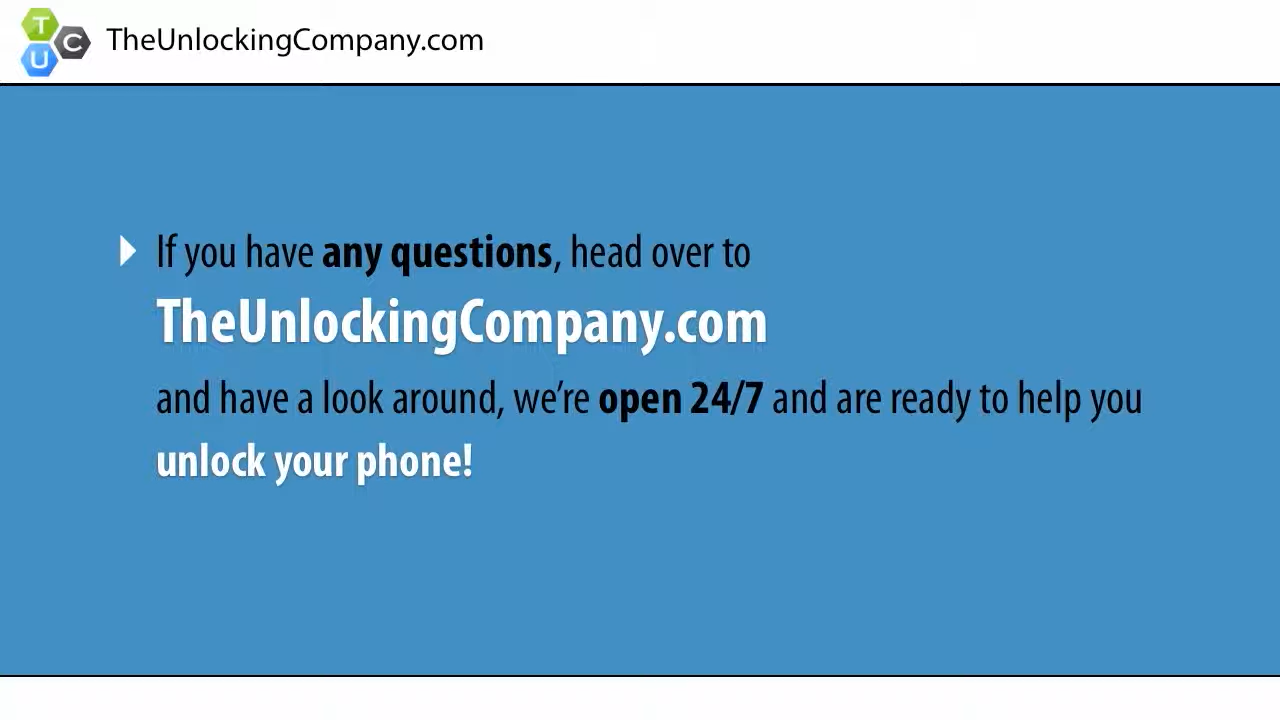 T
C
U
TheUnlockingCompany.com
If you have any questions, head over to
TheUnlockingCompany.com
and have a look around, we’re open 24/7 and are ready to help you
unlock your phone!